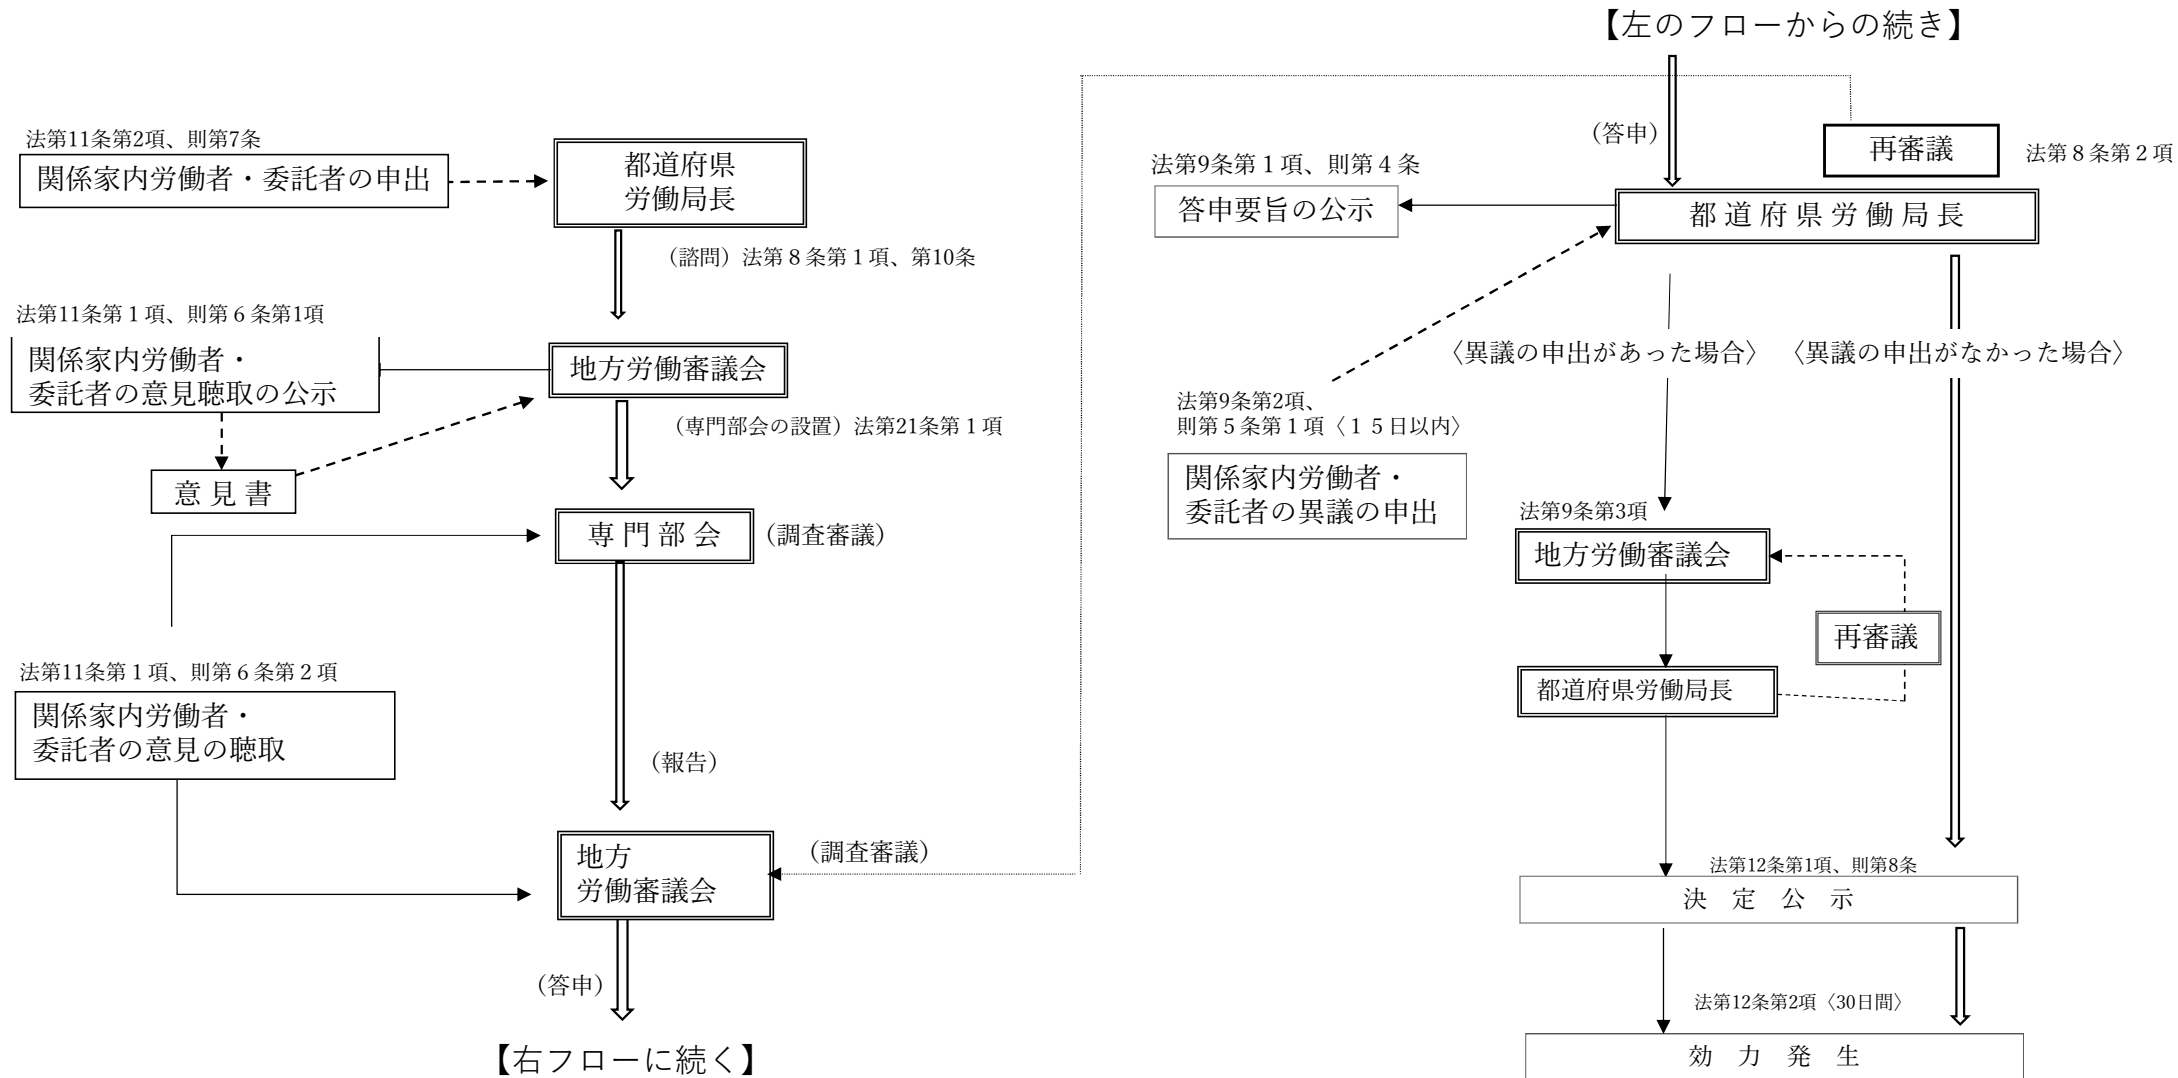 法第11条第2項、則第7条
関係家内労働者・委託者の申出
都道府県
労働局長
（諮問）法第８条第１項、第10条
法第11条第１項、則第６条第1項
関係家内労働者・
委託者の意見聴取の公示
地方労働審議会
（専門部会の設置）法第21条第１項
意 見 書
専 門 部 会
（調査審議）
法第11条第１項、則第６条第２項
関係家内労働者・
委託者の意見の聴取
（報告）
地方
労働審議会
（調査審議）
（答申）
【右フローに続く】
【左のフローからの続き】
（答申）
再審議
法第８条第２項
法第9条第１項、則第４条
答申要旨の公示
都 道 府 県 労 働 局 長
〈異議の申出があった場合〉
〈異議の申出がなかった場合〉
法第9条第2項、
則第５条第１項〈１５日以内〉
関係家内労働者・
委託者の異議の申出
法第9条第3項
地方労働審議会
再審議
都道府県労働局長
法第12条第1項、則第8条
決　定　公　示
法第12条第2項〈30日間〉
効　力　発　生